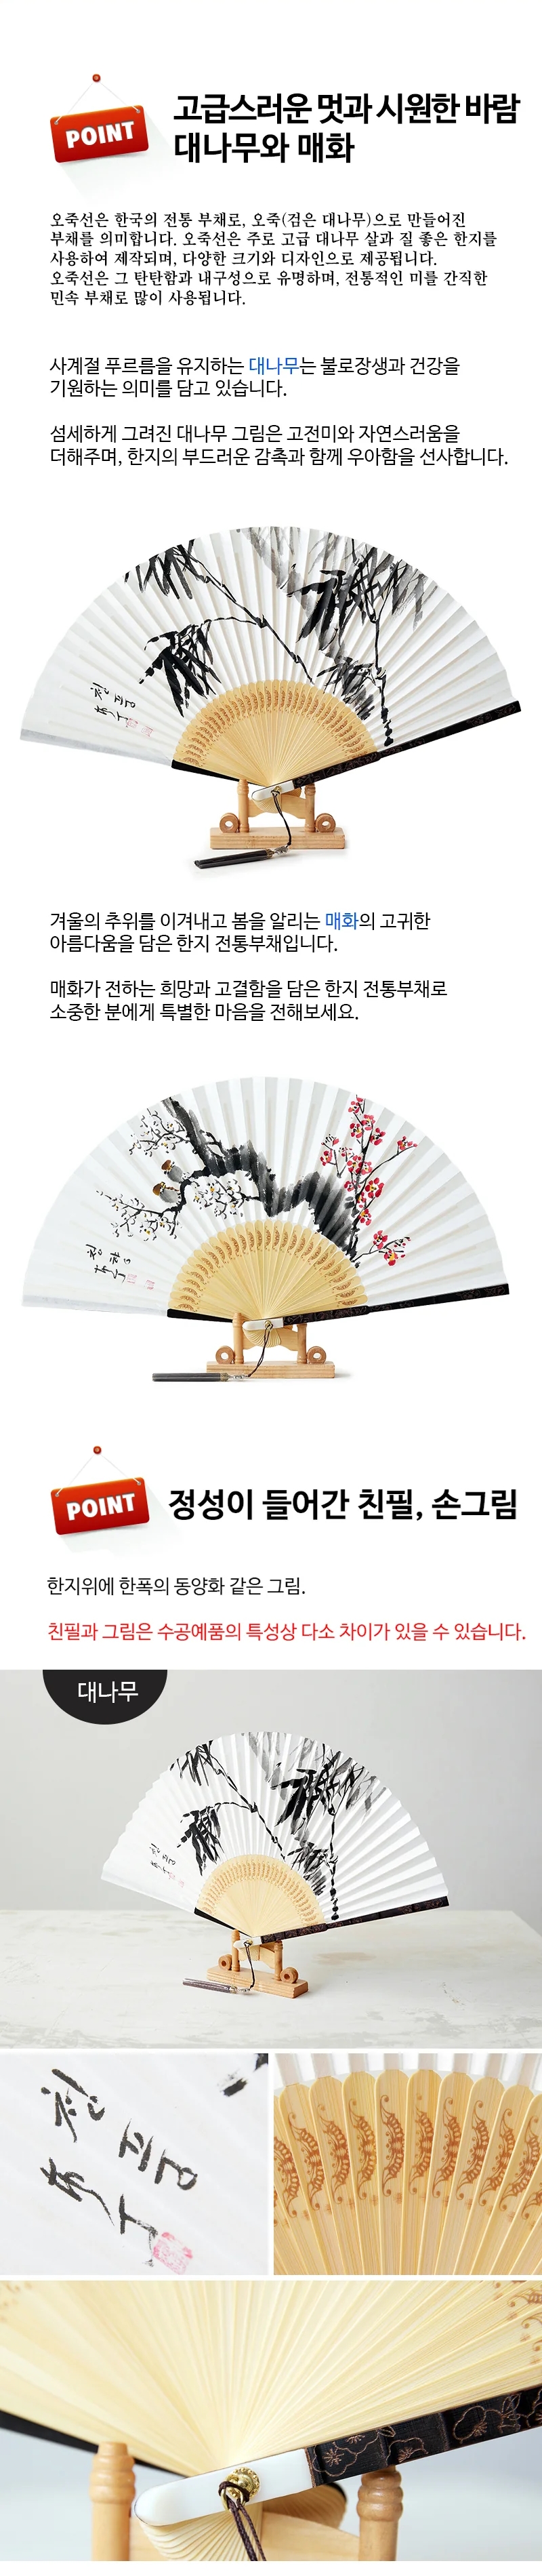 POINT
고급스러운 멋과 시원한 바람
대나무와 매화
오죽선은 한국의 전통 부채로, 오죽(검은 대나무)으로 만들어진
부채를 의미합니다. 오죽선은 주로 고급 대나무 살과 질 좋은 한지를
사용하여 제작되며, 다양한 크기와 디자인으로 제공됩니다.
오죽선은 그 탄탄함과 내구성으로 유명하며, 전통적인 미를 간직한
민속 부채로 많이 사용됩니다.
사계절 푸르름을 유지하는 대나무는 불로장생과 건강을
기원하는 의미를 담고 있습니다.
섬세하게 그려진 대나무 그림은 고전미와 자연스러움을
더해주며, 한지의 부드러운 감촉과 함께 우아함을 선사합니다.
겨울의 추위를 이겨내고 봄을 알리는 매화의 고귀한
아름다움을 담은 한지 전통부채입니다.
매화가 전하는 희망과 고결함을 담은 한지 전통부채로
소중한 분에게 특별한 마음을 전해보세요.
POINT
정성이 들어간 친필, 손그림
한지위에 한폭의 동양화 같은 그림.
친필과 그림은 수공예품의 특성상 다소 차이가 있을 수 있습니다.
대나무